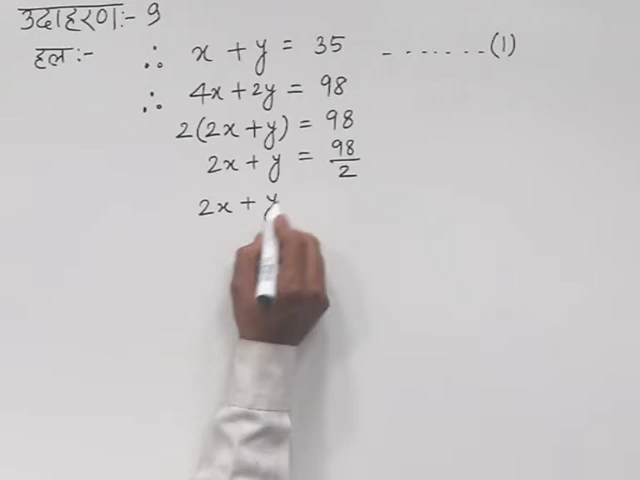 उदाहरण:- 9
हल:- ∴ x + y = 35 - ...... (1)
∴ 4x + 2y = 98
2(2x + y) = 98
2x + y = 98/2
2x + y